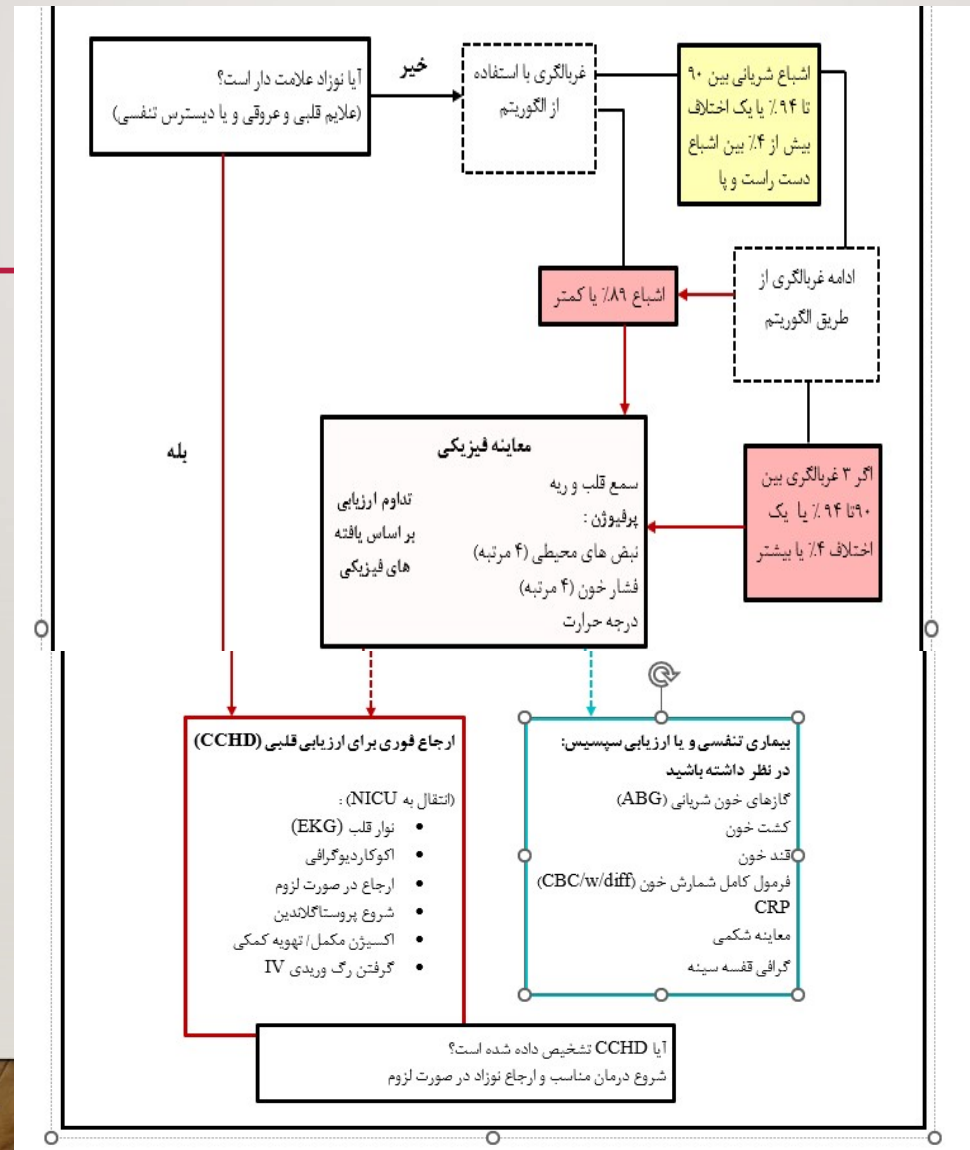 آیا نوزاد علامت دار است؟
(علایم قلبی و عروقی و یا دیسترس تنفسی)
خیر
غربالگری با استفاده
از الگوریتم
اشباع شریانی بین ۹۰
تا ۹۴٪ یا یک اختلاف
بیش از ۴٪ بین اشباع
دست راست و پا
ادامه غربالگری از
طریق الگوریتم
اشباع ۸۹٪ یا کمتر
اگر ۳ غربالگری بین
۹۰تا ۹۴ ٪ یا یک
اختلاف ۴٪ یا بیشتر
بله
معاینه فیزیکی
سمع قلب و ریه
پرفیوژن :
نبض های محیطی (۴ مرتبه)
فشار خون (۴ مرتبه)
درجه حرارت
تداوم ارزیابی
بر اساس یافته
های فیزیکی
بیماری تنفسی و یا ارزیابی سپسیس:
در نظر داشته باشید
گازهای خون شریانی (ABG)
کشت خون
قند خون
فرمول کامل شمارش خون (CBC/w/diff)
CRP
معاینه شکمی
گرافی قفسه سینه
ارجاع فوری برای ارزیابی قلبی (CCHD)
(انتقال به NICU) :
• نوار قلب (EKG)
• اکوکاردیوگرافی
• ارجاع در صورت لزوم
• شروع پروستاگلاندین
• اکسیژن مکمل/ تهویه کمکی
• گرفتن رگ وریدی IV
آیا CCHD تشخیص داده شده است؟
شروع درمان مناسب و ارجاع نوزاد در صورت لزوم